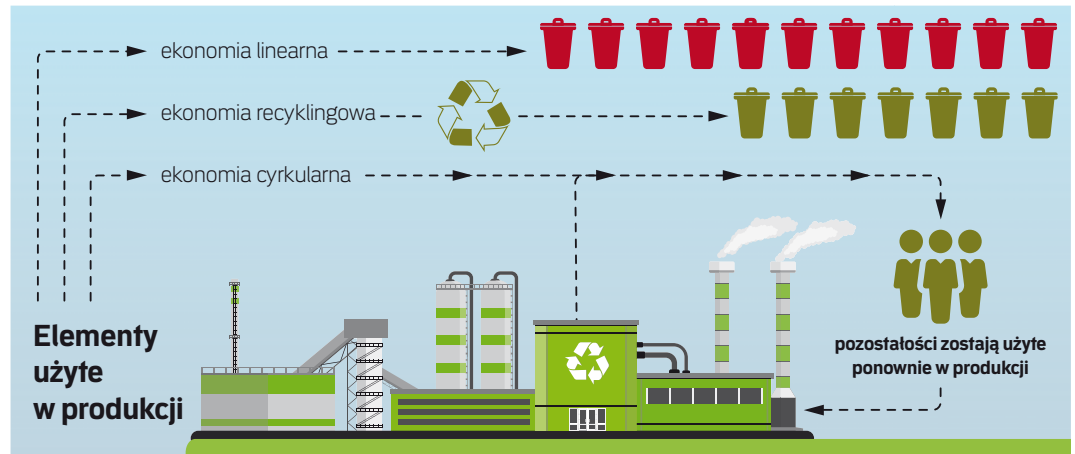 ekonomia linearna
ekonomia recyklingowa
ekonomia cyrkularna
Elementy
użyte
w produkcji
pozostałości zostają użyte
ponownie w produkcji